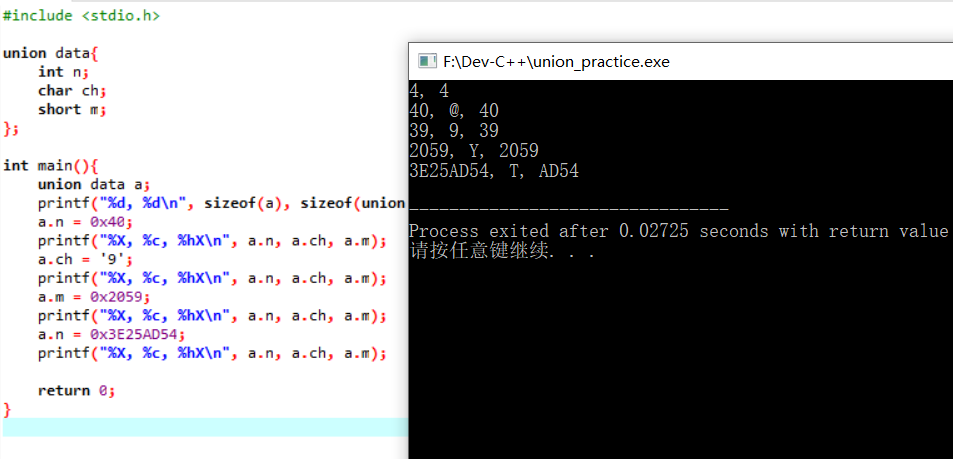 #include <stdio.h>
union data{
int n;
char ch;
short m;
};
int main(){
union data a;
printf("%d, %d\n", sizeof(a), sizeof(union
a.n = 0x40;
printf("%X, %c, %hX\n", a.n, a.ch, a.m);
a.ch = '9';
printf("%X, %c, %hX\n", a.n, a.ch, a.m);
a.m = 0x2059;
printf("%X, %c, %hX\n", a.n, a.ch, a.m);
a.n = 0x3E25AD54;
printf("%X, %c, %hX\n", a.n, a.ch, a.m);
return 0;
}
F:\Dev-C++\union_practice.exe
4, 4
40, @, 40
39, 9, 39
2059, Y, 2059
3E25AD54, T, AD54
--------------------------------
Process exited after 0.02725 seconds with return value
请按任意键继续. . .